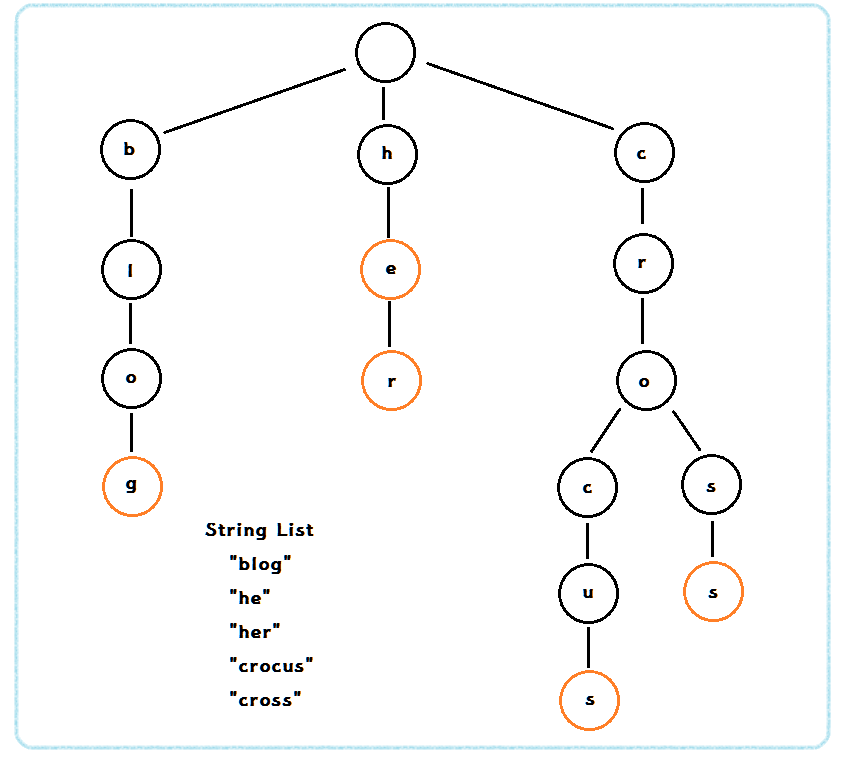 b
h
c
l
e
r
o
r
o
g
c
s
u
s
s
String List
"blog"
"he"
"her"
"crocus"
"cross"